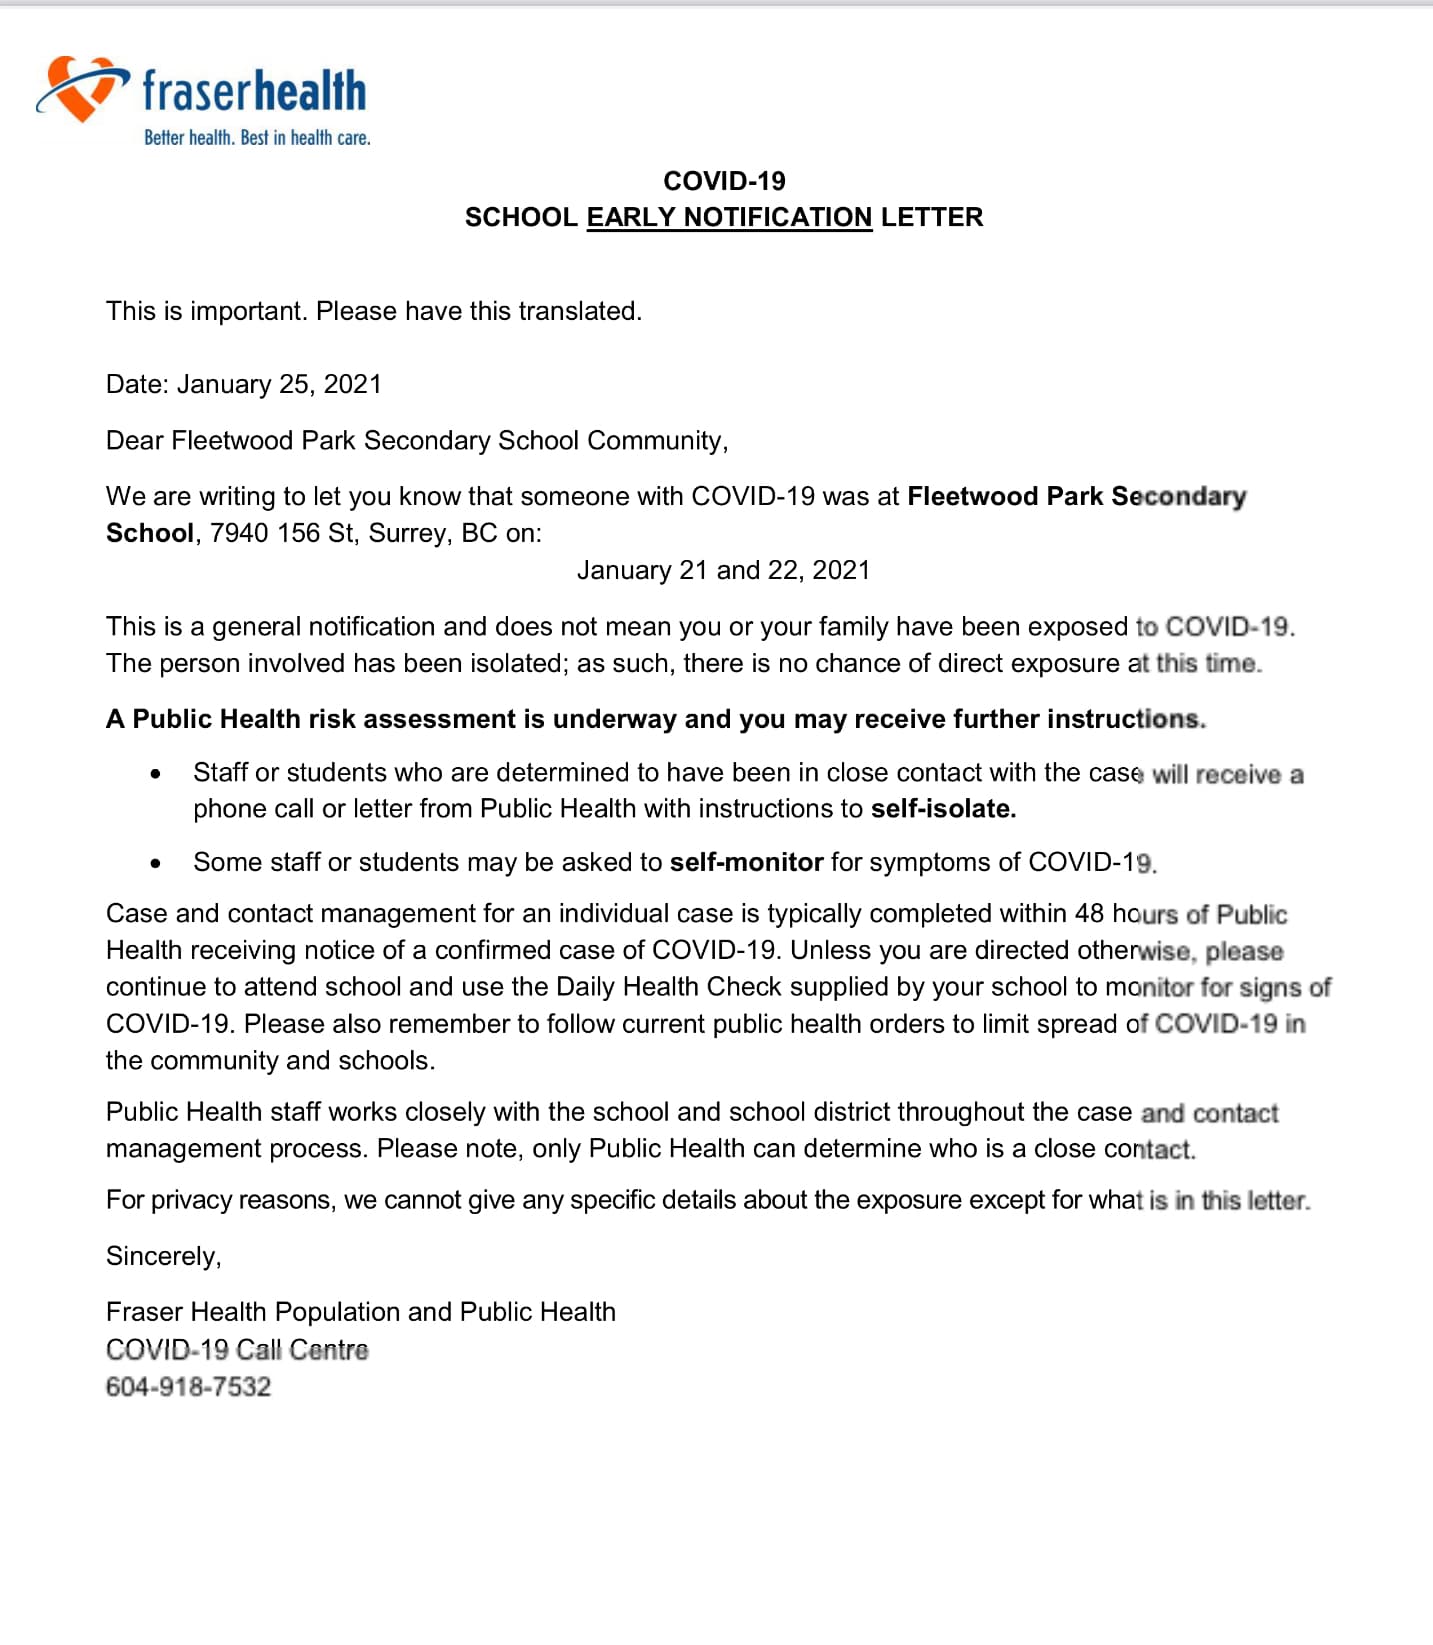 fraserhealth
Better health. Best in health care.
COVID-19
SCHOOL EARLY NOTIFICATION LETTER
This is important. Please have this translated.
Date: January 25, 2021
Dear Fleetwood Park Secondary School Community,
We are writing to let you know that someone with COVID-19 was at Fleetwood Park Secondary
School, 7940 156 St, Surrey, BC on:
January 21 and 22, 2021
This is a general notification and does not mean you or your family have been exposed to COVID-19.
The person involved has been isolated; as such, there is no chance of direct exposure at this time.
A Public Health risk assessment is underway and you may receive further instructions.
• Staff or students who are determined to have been in close contact with the case will receive a
phone call or letter from Public Health with instructions to self-isolate.
• Some staff or students may be asked to self-monitor for symptoms of COVID-19.
Case and contact management for an individual case is typically completed within 48 hours of Public
Health receiving notice of a confirmed case of COVID-19. Unless you are directed otherwise, please
continue to attend school and use the Daily Health Check supplied by your school to monitor for signs of
COVID-19. Please also remember to follow current public health orders to limit spread of COVID-19 in
the community and schools.
Public Health staff works closely with the school and school district throughout the case and contact
management process. Please note, only Public Health can determine who is a close contact.
For privacy reasons, we cannot give any specific details about the exposure except for what is in this letter.
Sincerely,
Fraser Health Population and Public Health
COVID-19 Call Centre
604-918-7532